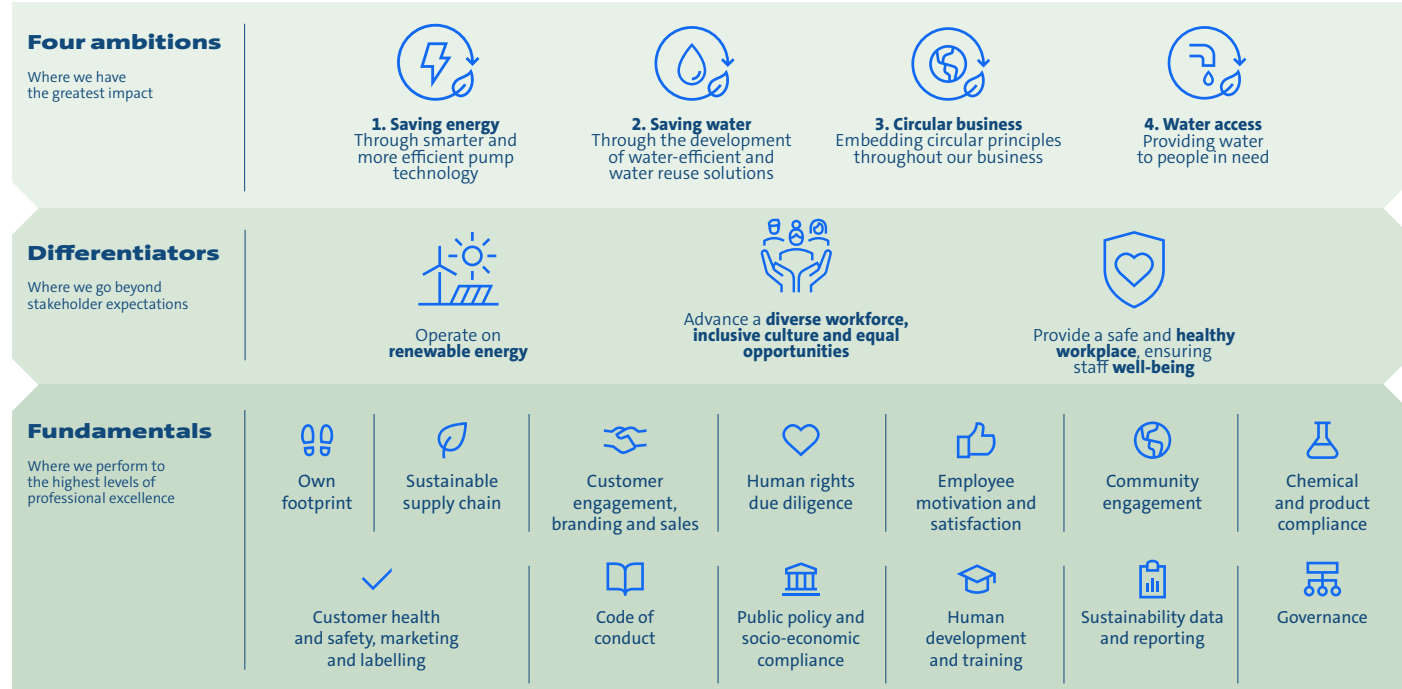 Four ambitions
Where we have
the greatest impact
1. Saving energy
Through smarter and
more efficient pump
technology
2. Saving water
Through the development
of water-efficient and
water reuse solutions
3. Circular business
Embedding circular principles
throughout our business
4. Water access
Providing water
to people in need
Differentiators
Where we go beyond
stakeholder expectations
Operate on
renewable energy
Advance a diverse workforce,
inclusive culture and equal
opportunities
Provide a safe and healthy
workplace, ensuring
staff well-being
Fundamentals
Where we perform to
the highest levels of
professional excellence
Own
footprint
Sustainable
supply chain
Customer
engagement,
branding and sales
Human rights
due diligence
Employee
motivation and
satisfaction
Community
engagement
Chemical
and product
compliance
Customer health
and safety, marketing
and labelling
Code of
conduct
Public policy and
socio-economic
compliance
Human
development
and training
Sustainability data
and reporting
Governance